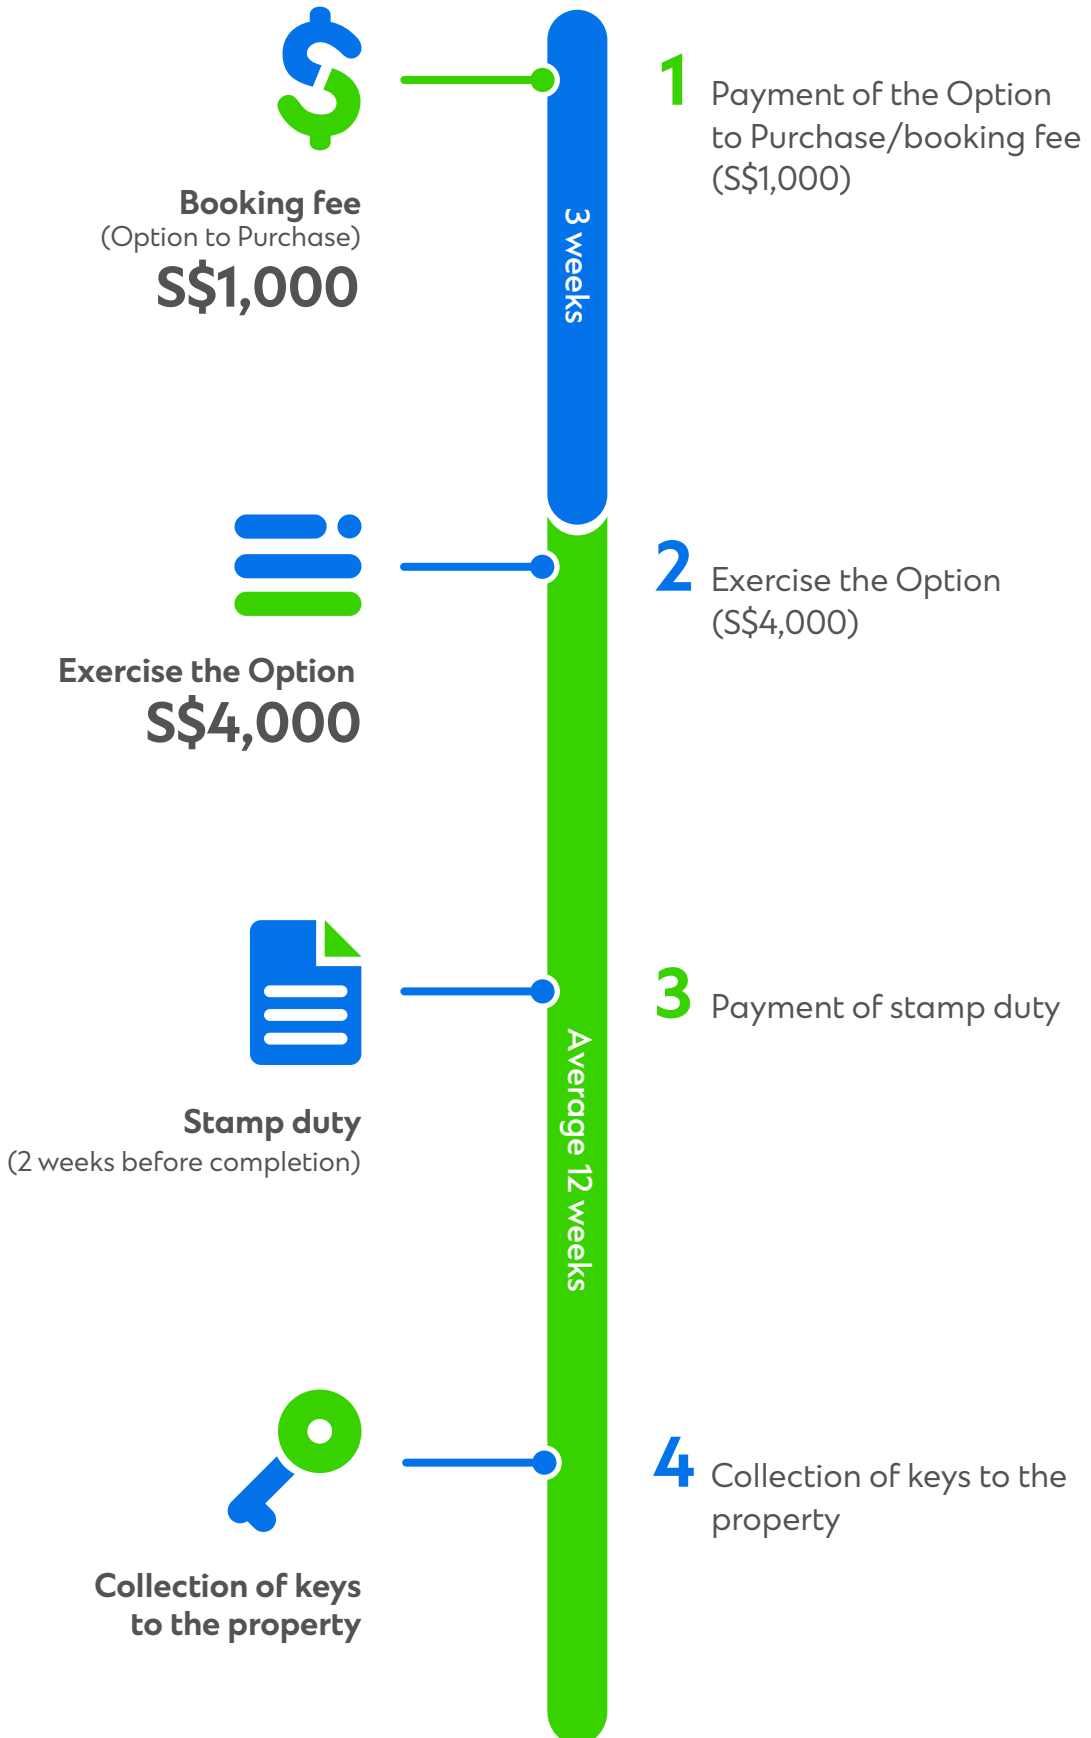 1
Payment of the Option
to Purchase/booking fee
(S$1,000)
Booking fee
(Option to Purchase)
S$1,000
3 weeks
2
Exercise the Option
(S$4,000)
Exercise the Option
S$4,000
3
Payment of stamp duty
Stamp duty
(2 weeks before completion)
Average 12 weeks
4
Collection of keys to the
property
Collection of keys
to the property